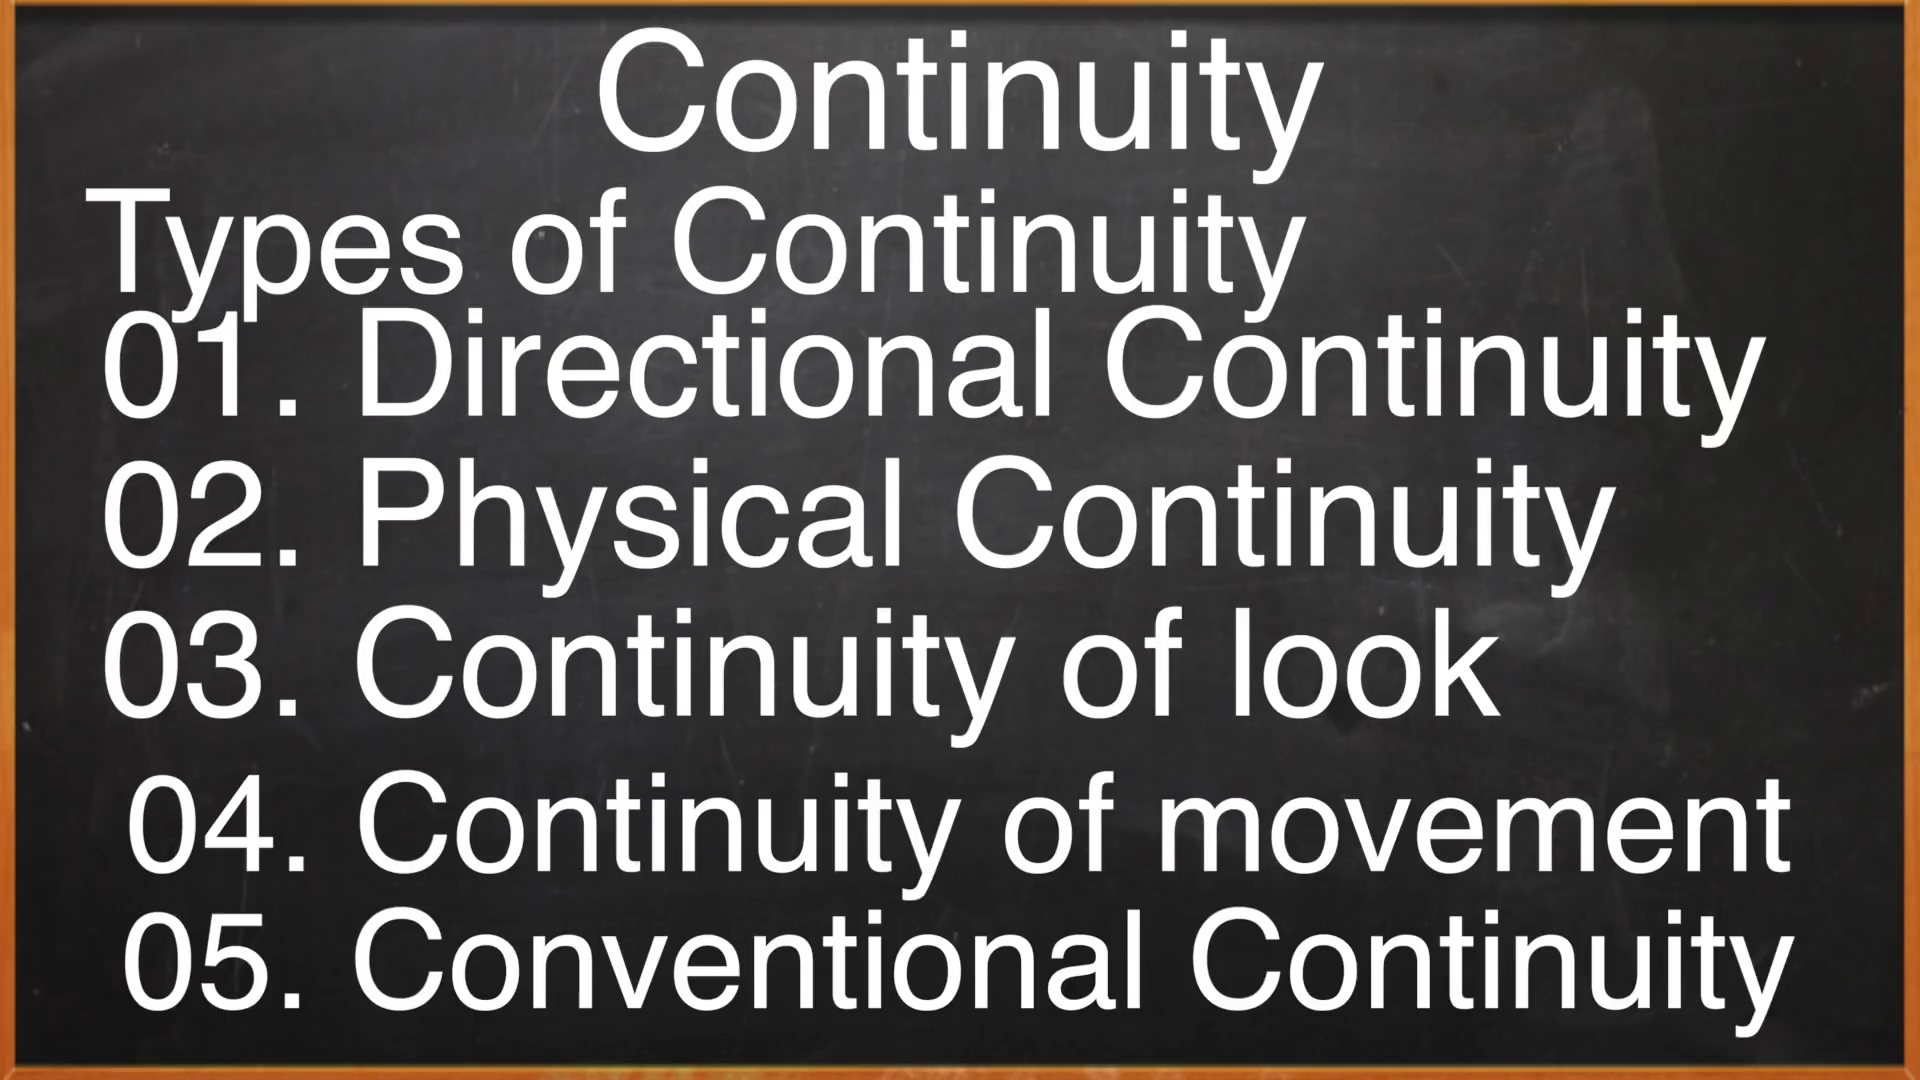 Continuity
Types of Continuity
01. Directional Continuity
02. Physical Continuity
03. Continuity of look
04. Continuity of movement
05. Conventional Continuity